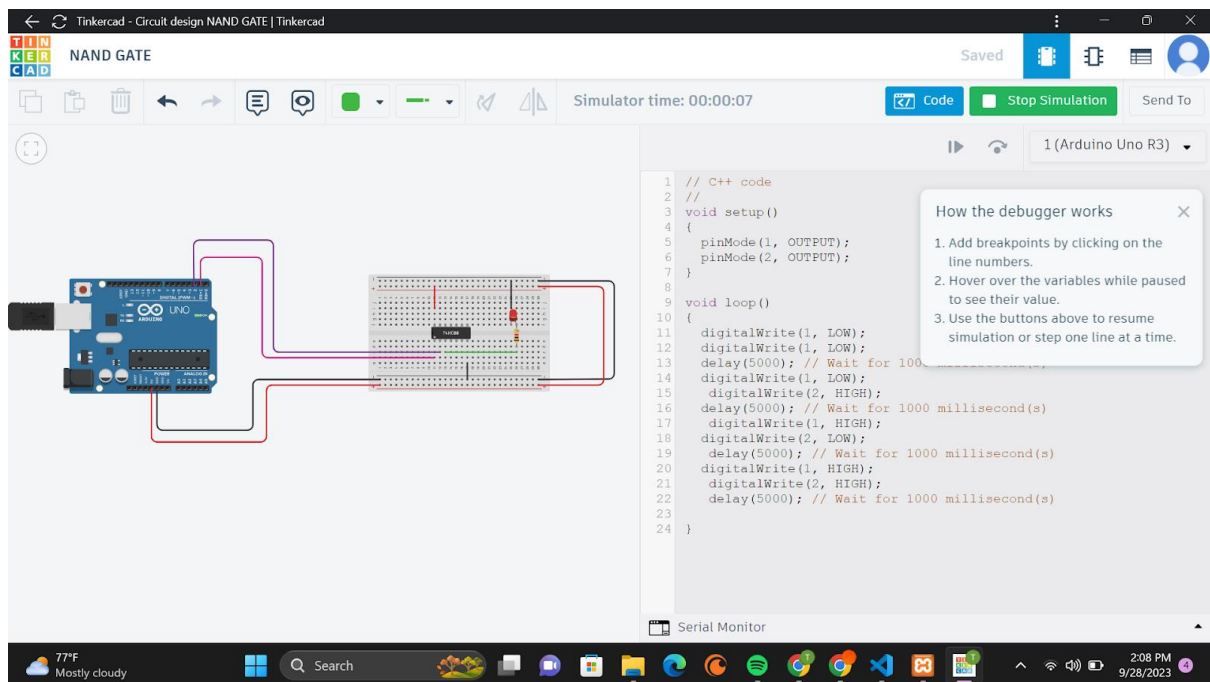 Tinkercad - Circuit design NAND GATE | Tinkercad
TIN
KER
CAD
NAND GATE
Saved
Simulator time: 00:00:07
Code
Stop Simulation
Send To
1 (Arduino Uno R3)
1 // C++ code
2 //
3 void setup()
4 {
5 pinMode(1, OUTPUT);
6 pinMode(2, OUTPUT);
7 }
8
9 void loop()
10 {
11 digitalWrite(1, LOW);
12 digitalWrite(1, LOW);
13 delay(5000); // Wait for 100
14 digitalWrite(1, LOW);
15 digitalWrite(2, HIGH);
16 delay(5000); // Wait for 1000 millisecond(s)
17 digitalWrite(1, HIGH);
18 digitalWrite(2, LOW);
19 delay(5000); // Wait for 1000 millisecond(s)
20 digitalWrite(1, HIGH);
21 digitalWrite(2, HIGH);
22 delay(5000); // Wait for 1000 millisecond(s)
23
24 }
How the debugger works
1. Add breakpoints by clicking on the
line numbers.
2. Hover over the variables while paused
to see their value.
3. Use the buttons above to resume
simulation or step one line at a time.
DIGITAL (PWM~)
UNO
ARDUINO
POWER
ANALOG IN
Serial Monitor
77°F
Mostly cloudy
Search
2:08 PM
9/28/2023
4